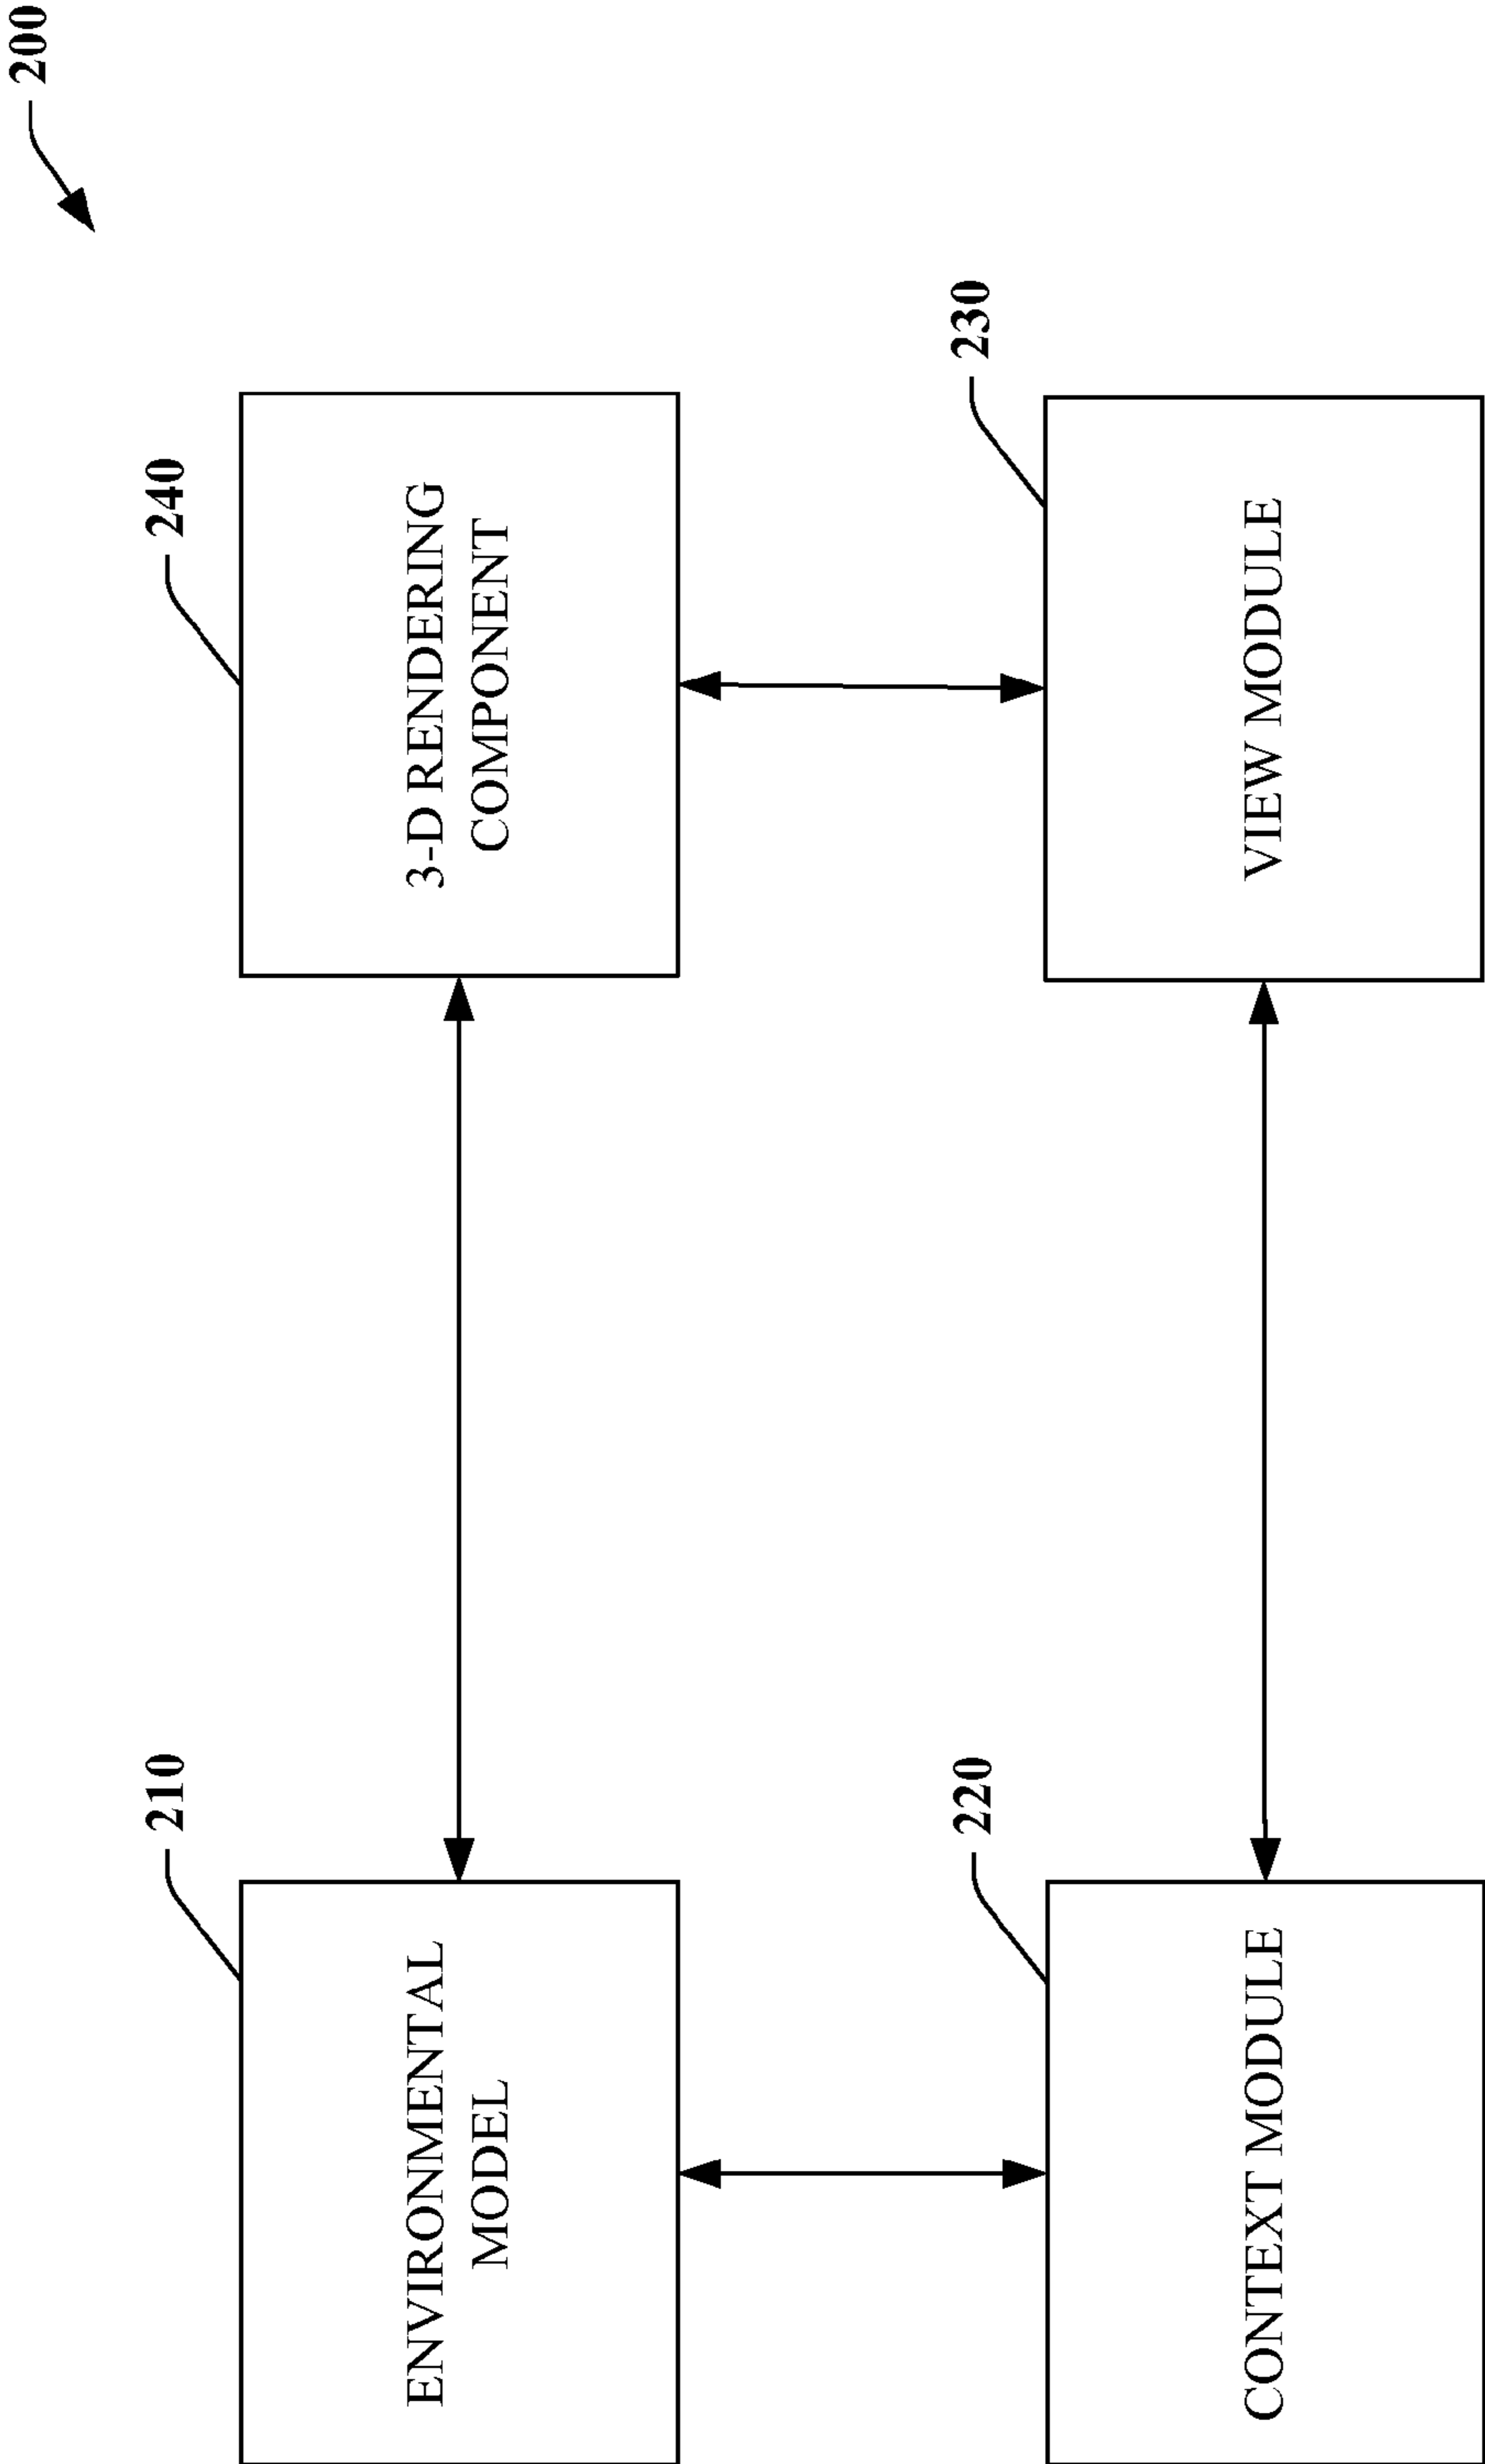 200
210
ENVIRONMENTAL
MODEL
240
3-D RENDERING
COMPONENT
220
CONTEXT MODULE
230
VIEW MODULE